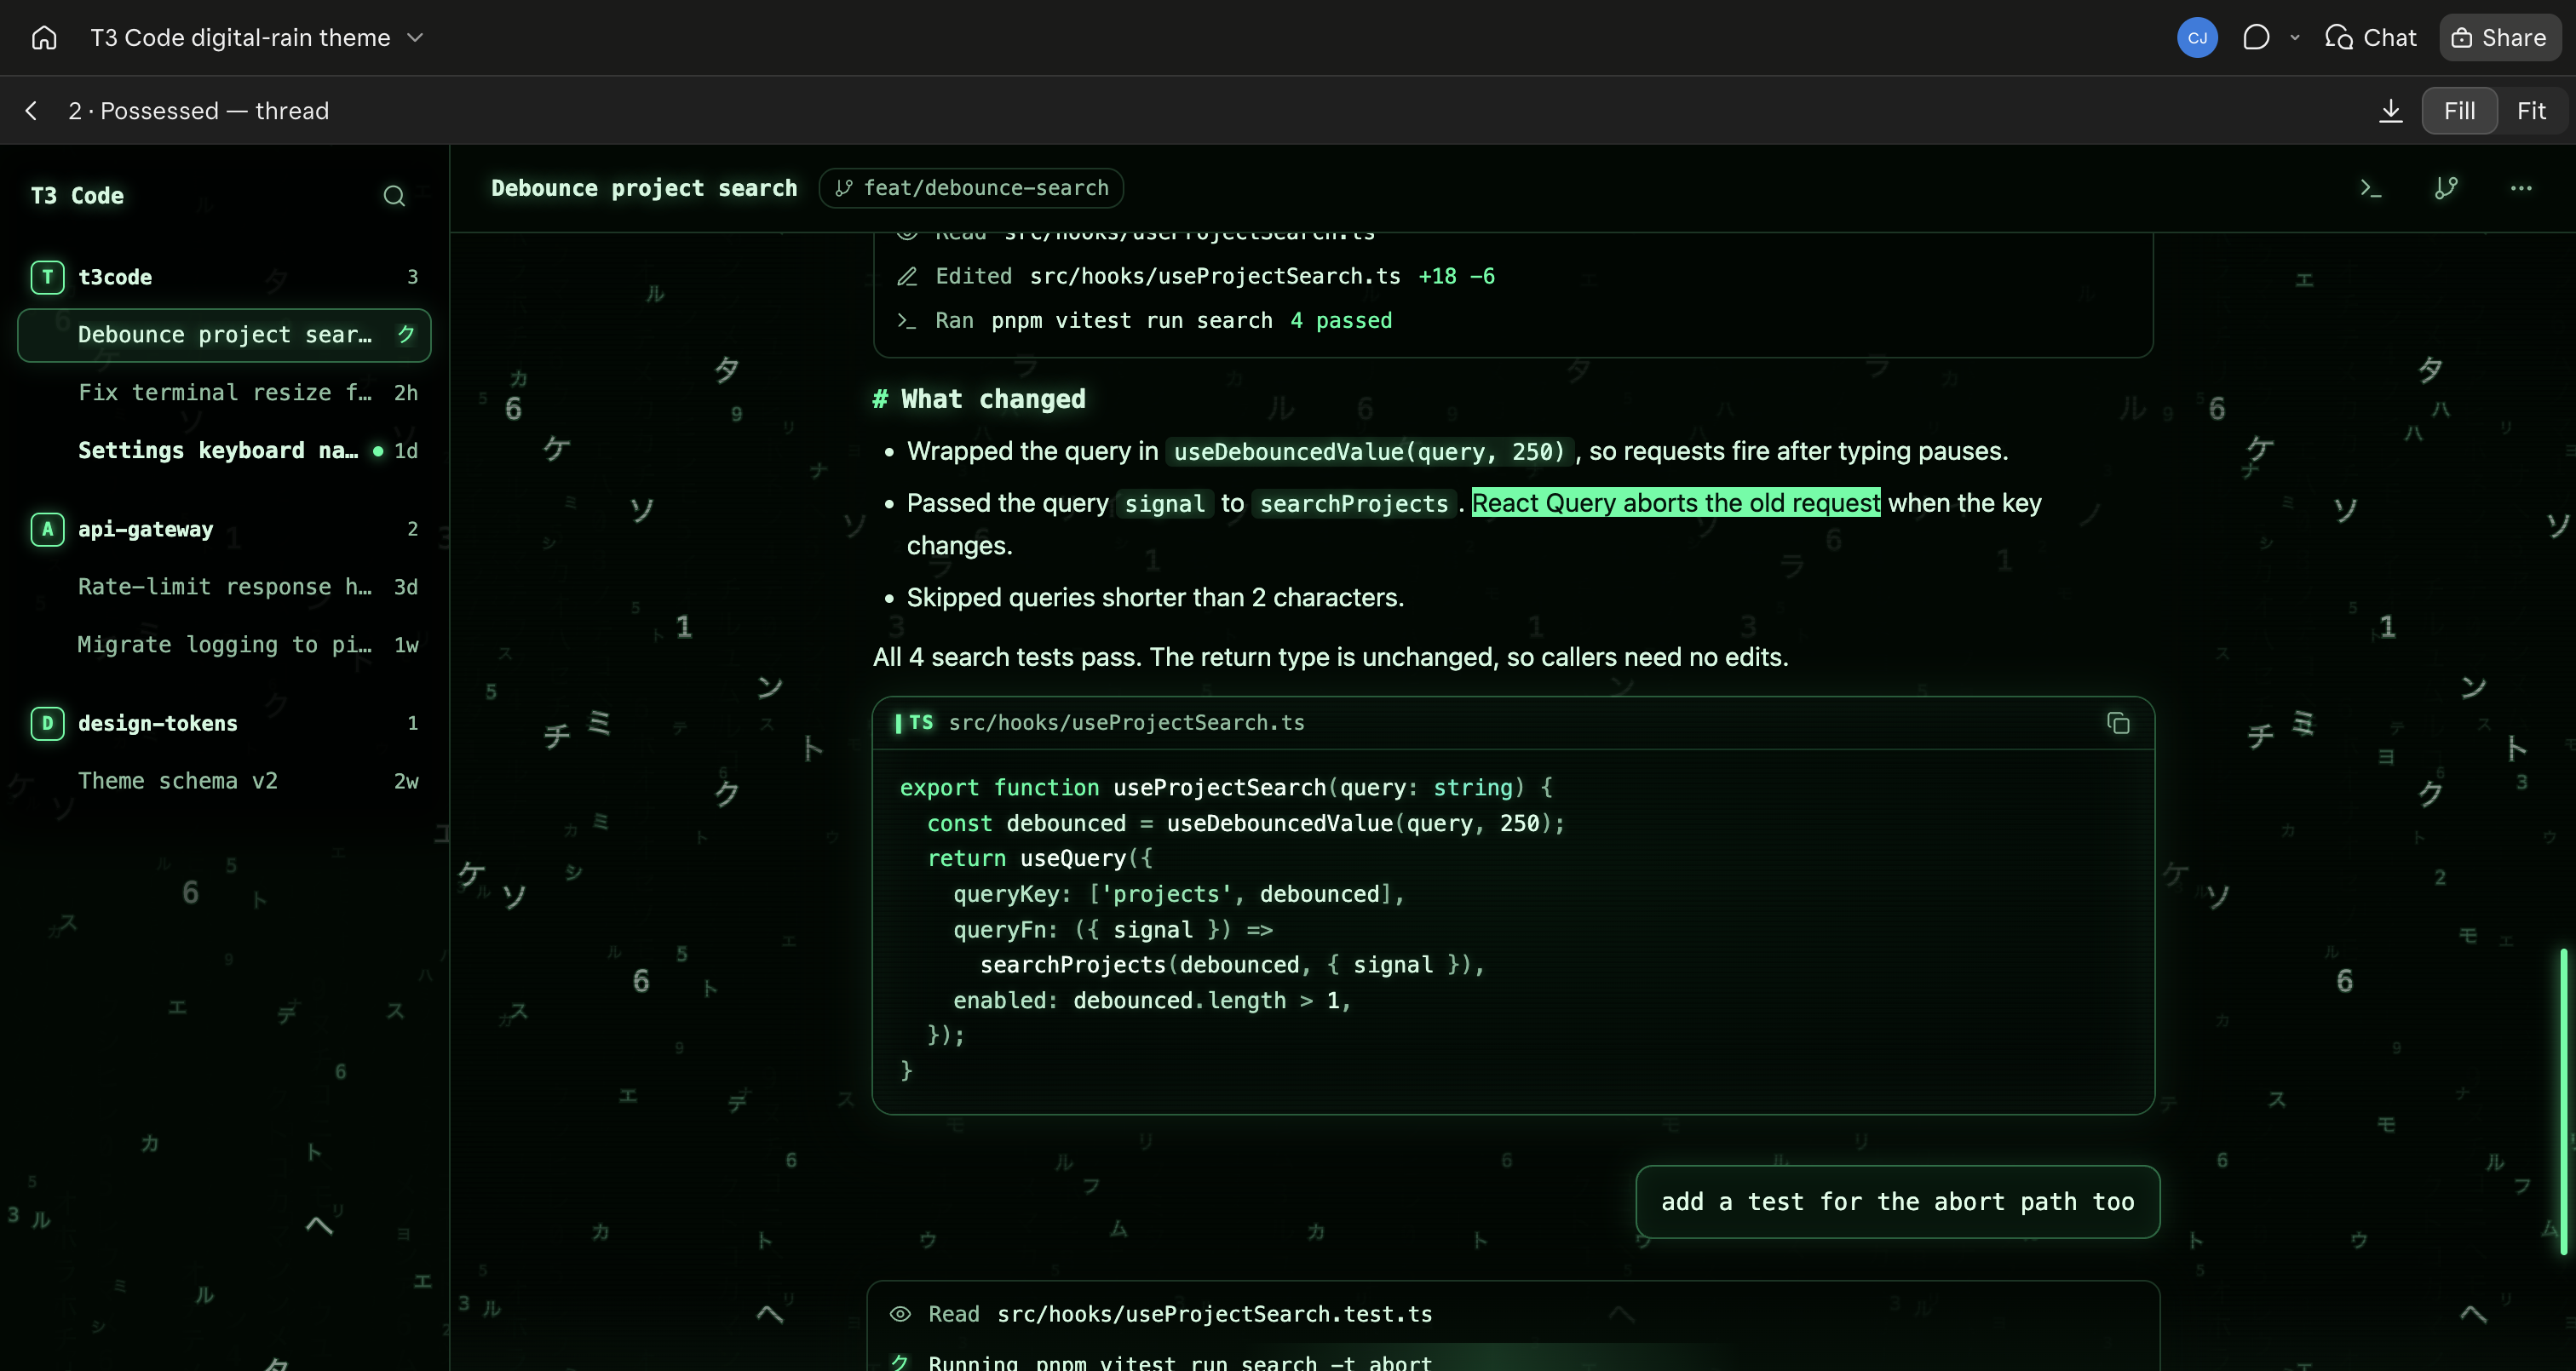 T3 Code digital-rain theme
CJ
Chat
Share
2 · Possessed — thread
Fill
Fit
T3 Code
T t3code 3
Debounce project sear… ク
Fix terminal resize f… 2h
Settings keyboard na… 1d
A api-gateway 2
Rate-limit response h… 3d
Migrate logging to pi… 1w
D design-tokens 1
Theme schema v2 2w
Debounce project search feat/debounce-search
Read src/hooks/useProjectSearch.ts
Edited src/hooks/useProjectSearch.ts +18 −6
Ran pnpm vitest run search 4 passed
# What changed
• Wrapped the query in useDebouncedValue(query, 250), so requests fire after typing pauses.
• Passed the query signal to searchProjects. React Query aborts the old request when the key
changes.
• Skipped queries shorter than 2 characters.
All 4 search tests pass. The return type is unchanged, so callers need no edits.
TS src/hooks/useProjectSearch.ts
export function useProjectSearch(query: string) {
const debounced = useDebouncedValue(query, 250);
return useQuery({
queryKey: ['projects', debounced],
queryFn: ({ signal }) =>
searchProjects(debounced, { signal }),
enabled: debounced.length > 1,
});
}
add a test for the abort path too
Read src/hooks/useProjectSearch.test.ts
ク Running pnpm vitest run search -t abort